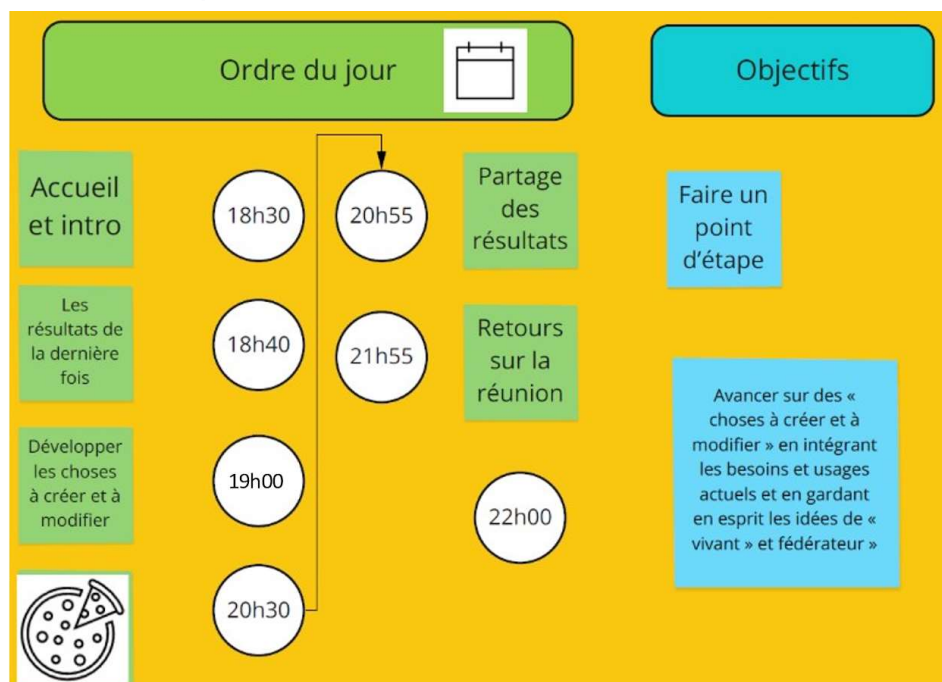 Ordre du jour
Objectifs
Accueil
et intro
18h30
Les
résultats de
la dernière
fois
18h40
Développer
les choses
à créer et à
modifier
19h00
20h30
20h55
Partage
des
résultats
21h55
Retours
sur la
réunion
22h00
Faire un
point
d'étape
Avancer sur des «
choses à créer et à
modifier » en intégrant
les besoins et usages
actuels et en gardant
en esprit les idées de «
vivant » et fédérateur »